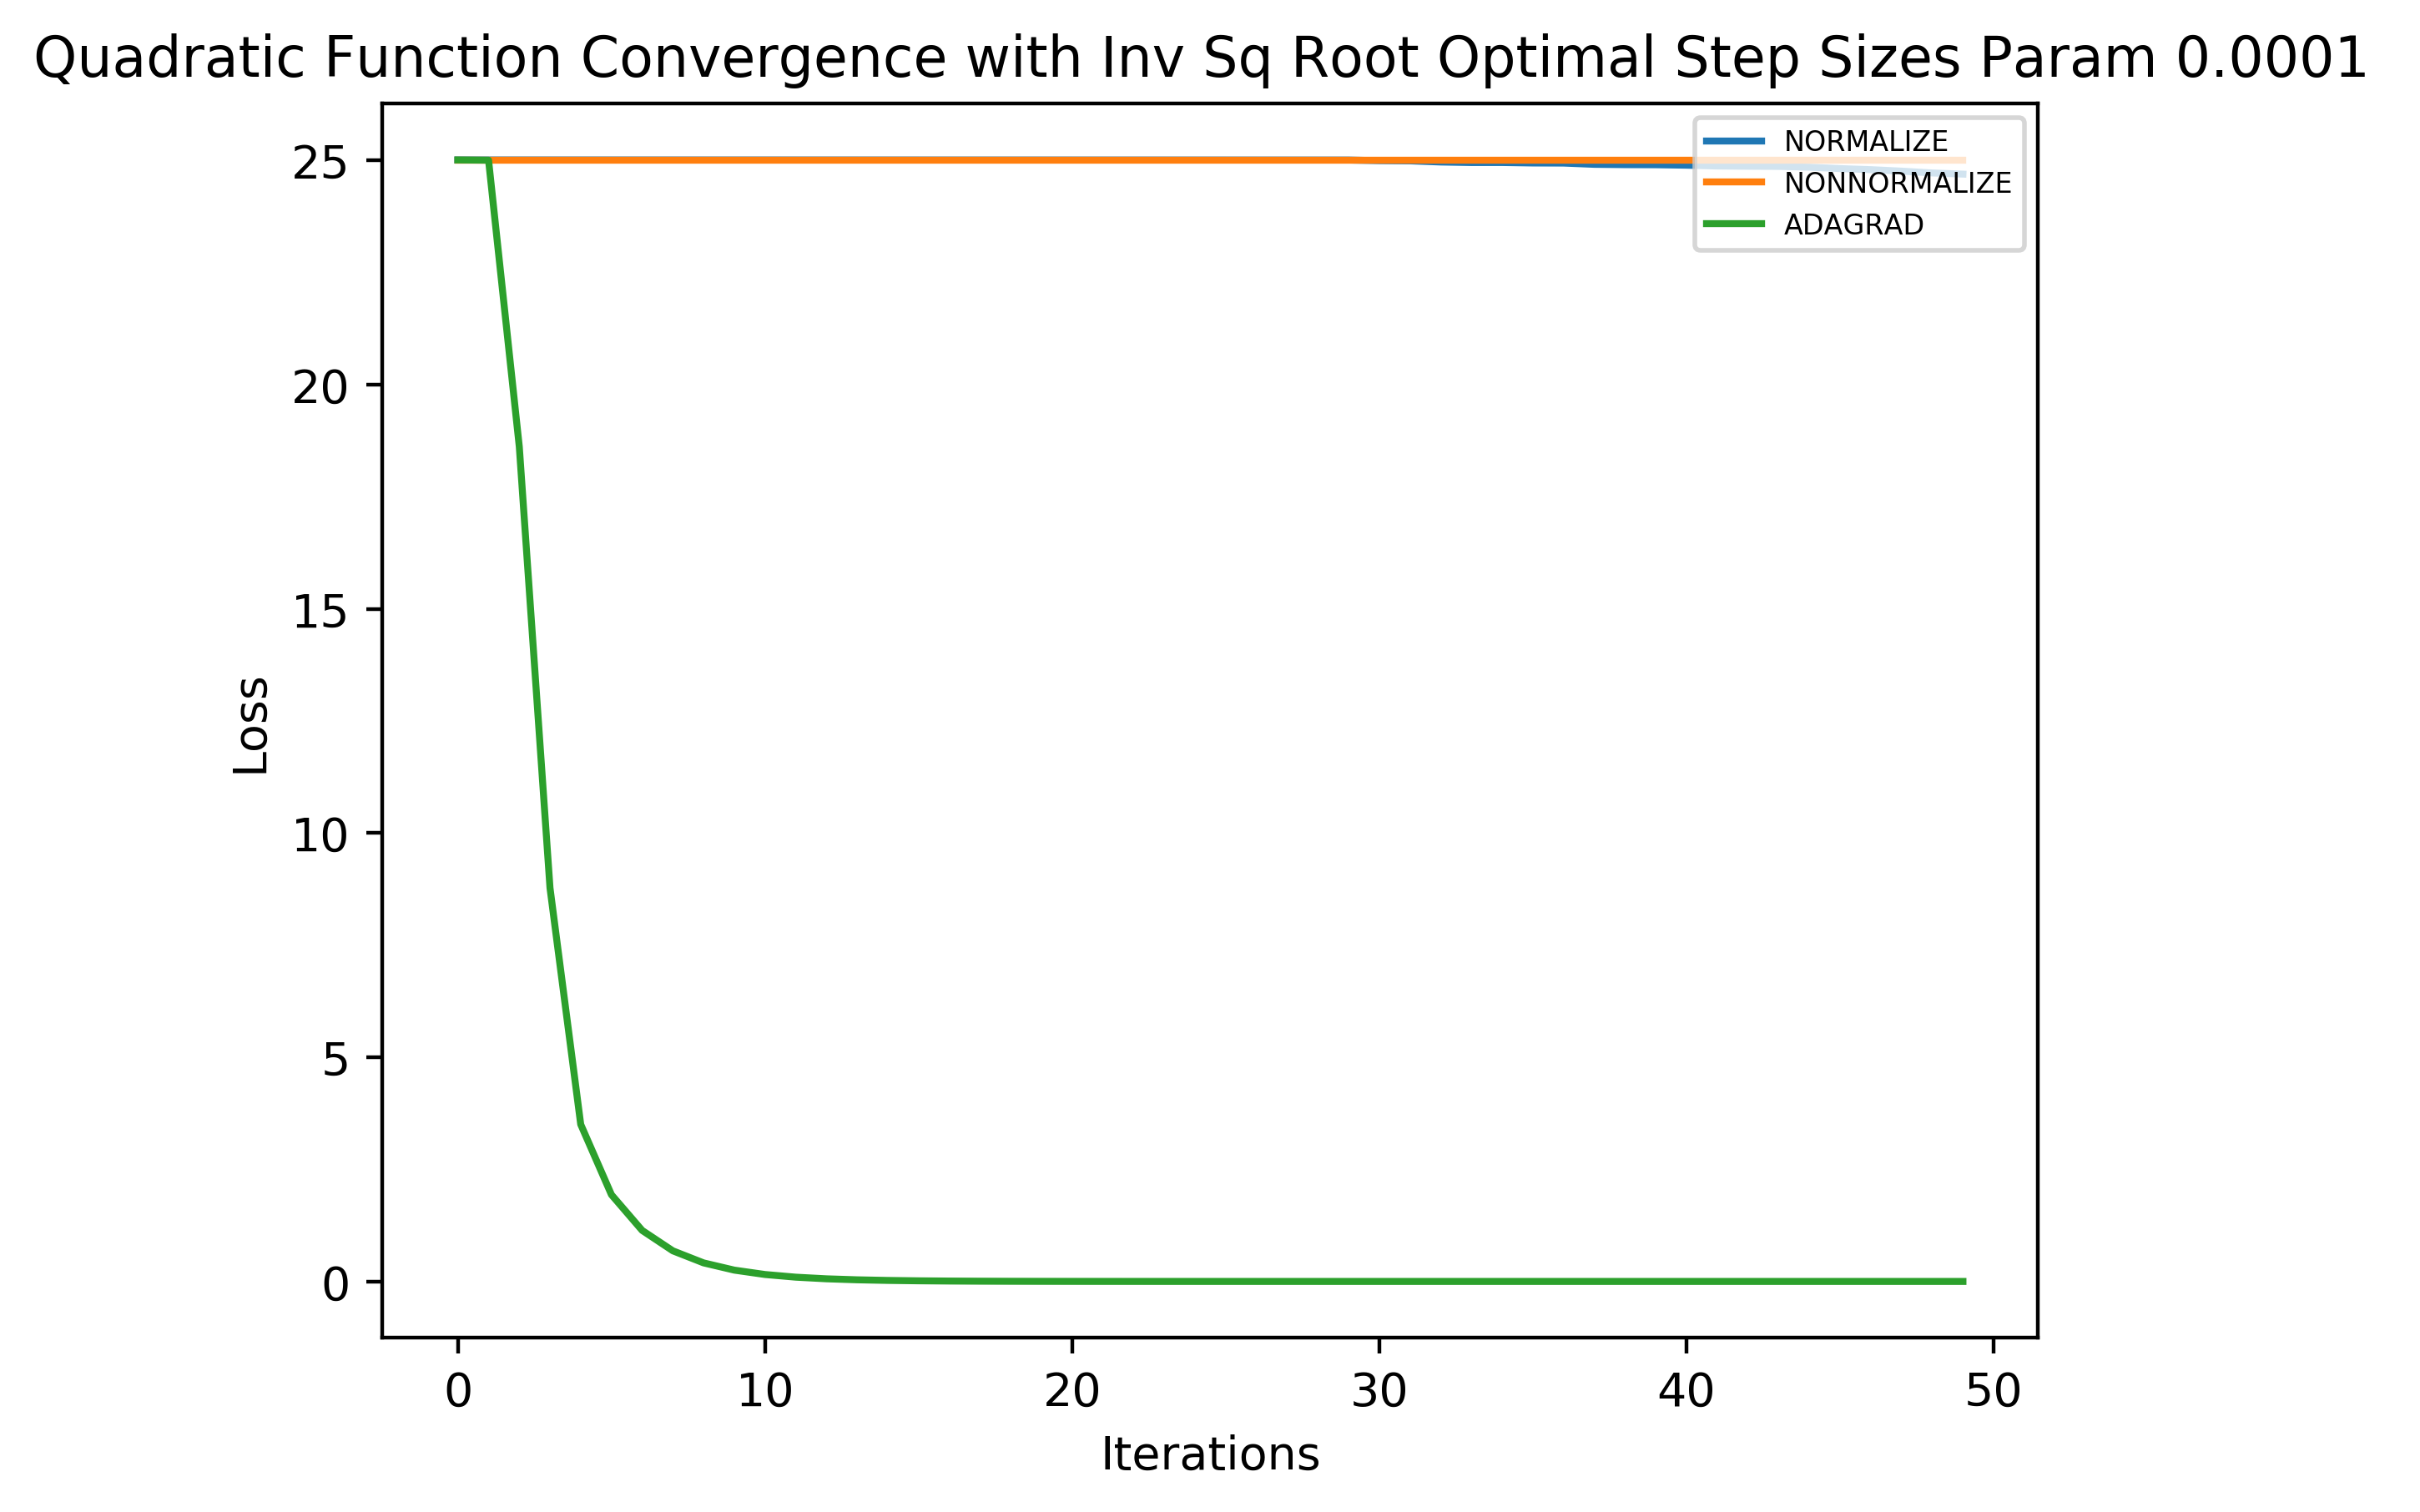 Quadratic Function Convergence with Inv Sq Root Optimal Step Sizes Param 0.0001
NORMALIZE
NONNORMALIZE
ADAGRAD
25
20
15
10
5
0
Loss
0 10 20 30 40 50
Iterations